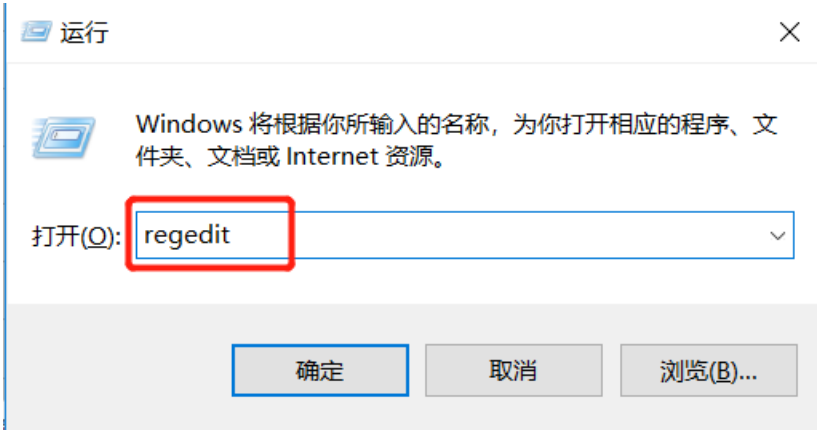 运行
Windows 将根据你所输入的名称，为你打开相应的程序、文
件夹、文档或 Internet 资源。
打开(O): regedit
确定 取消 浏览(B)...